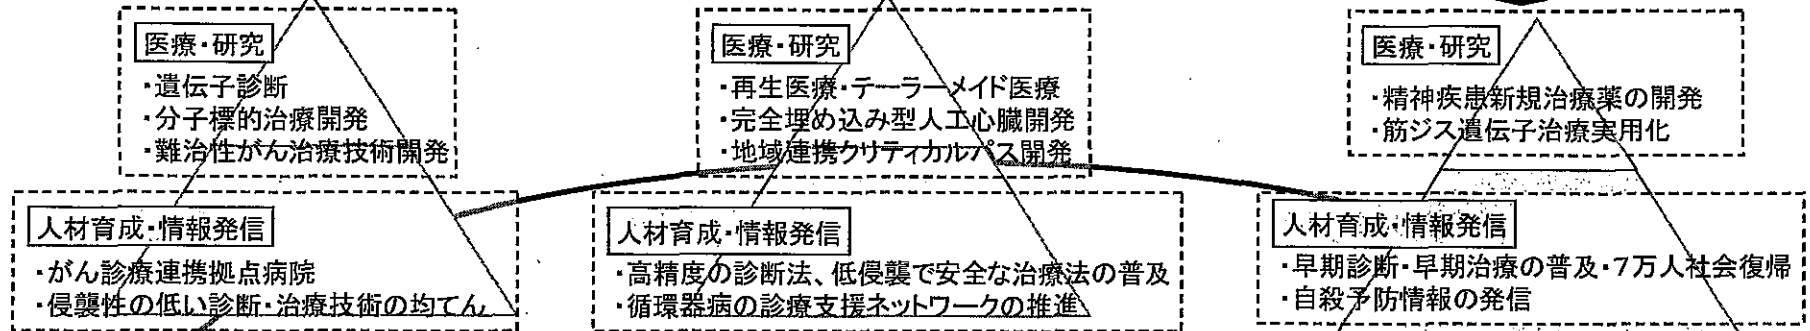 医療・研究
・遺伝子診断
・分子標的治療開発
・難治性がん治療技術開発
医療・研究
・再生医療・テーラーメイド医療
・完全埋め込み型人工心臓開発
・地域連携クリティカルパス開発
医療・研究
・精神疾患新規治療薬の開発
・筋ジス遺伝子治療実用化
人材育成・情報発信
・がん診療連携拠点病院
・侵襲性の低い診断・治療技術の均てん
人材育成・情報発信
・高精度の診断法、低侵襲で安全な治療法の普及
・循環器病の診療支援ネットワークの推進
人材育成・情報発信
・早期診断・早期治療の普及・7万人社会復帰
・自殺予防情報の発信